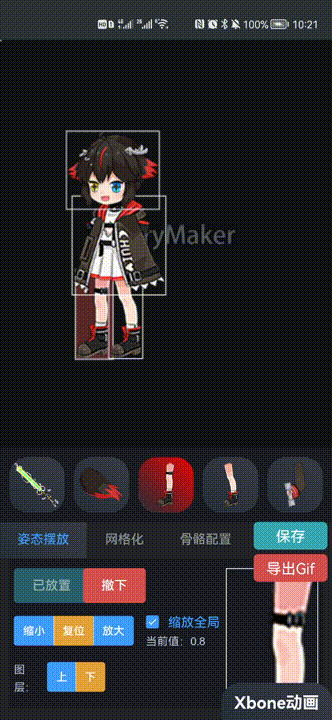 HD 100% 10:21
ryMaker
CHUI
姿态摆放 网格化 骨骼配置 保存
导出Gif
已放置 撤下
缩小 复位 放大 缩放全局
当前值：0.8
图层： 上 下
Xbone动画